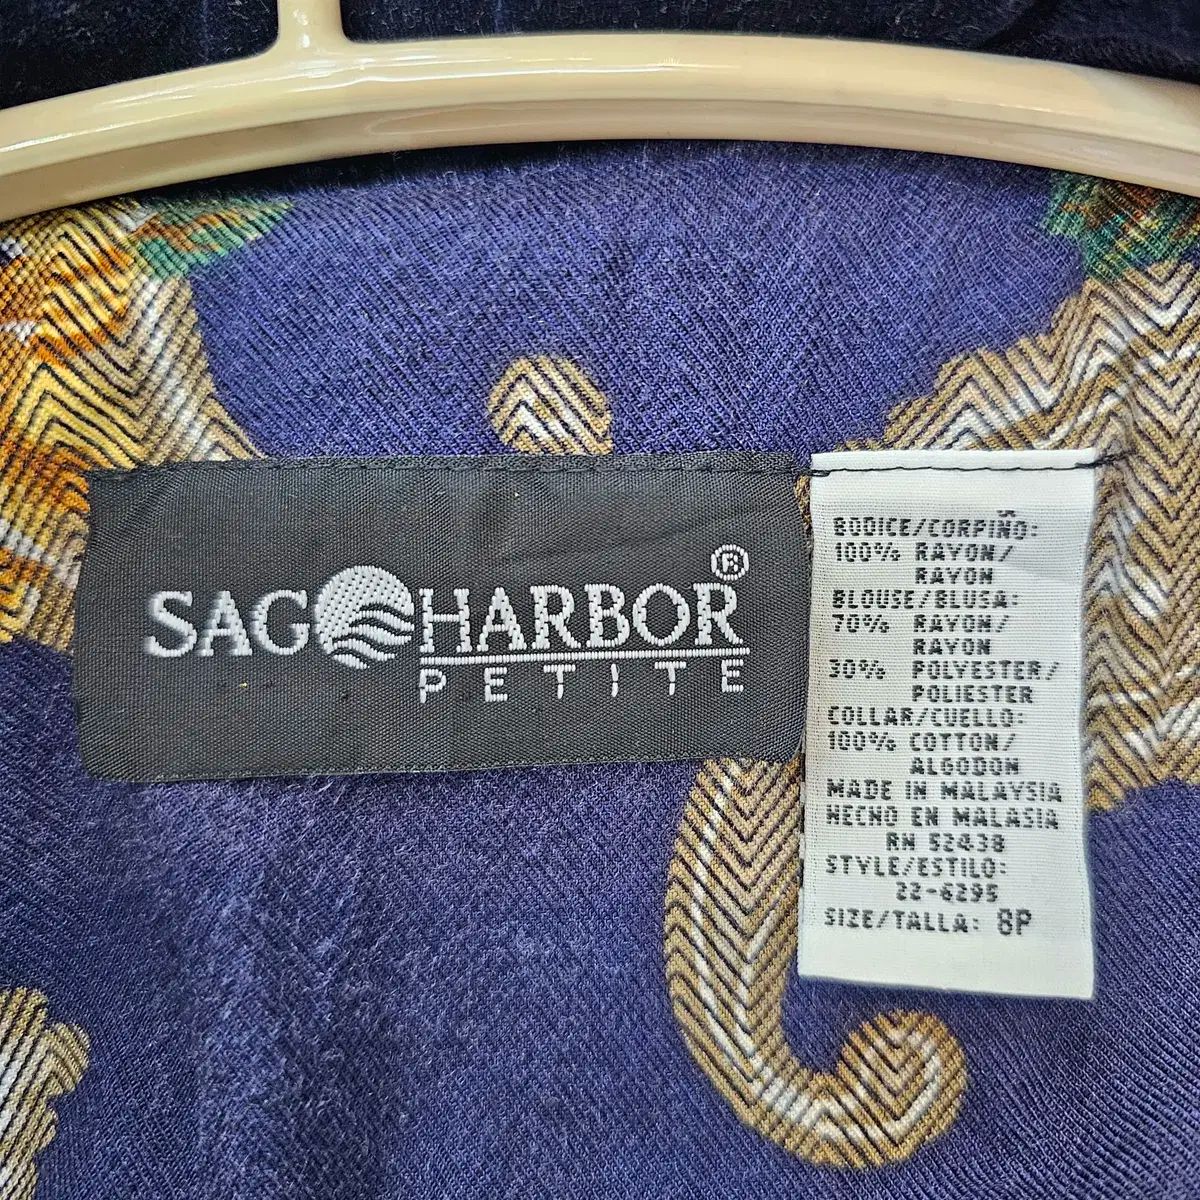 SAG HARBOR®
PETITE
BODICE/CORPIÑO:
100% RAYON/
RAYON
BLOUSE/BLUSA:
70% RAYON/
RAYON
30% POLYESTER/
POLIESTER
COLLAR/CUELLO:
100% COTTON/
ALGODON
MADE IN MALAYSIA
HECHO EN MALASIA
RN 52438
STYLE/ESTILO:
22-6295
SIZE/TALLA: 8P